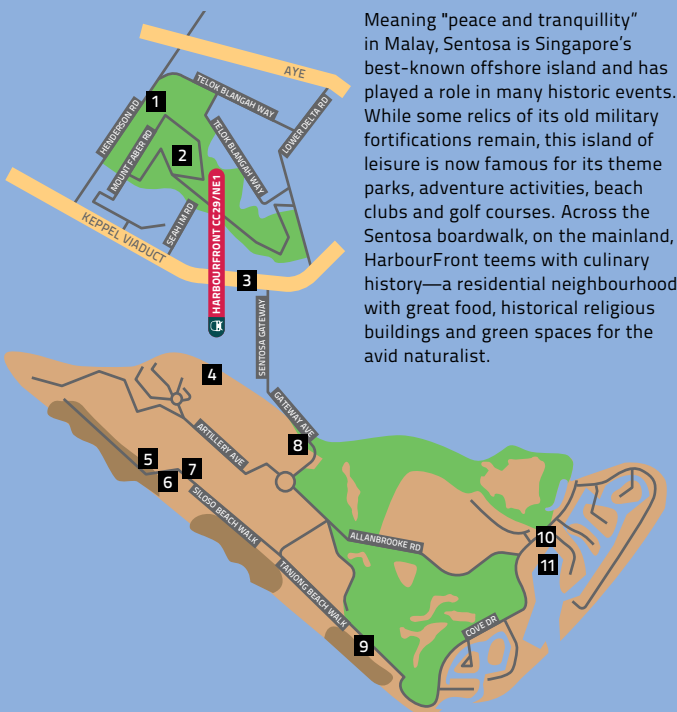 Meaning "peace and tranquillity”
in Malay, Sentosa is Singapore’s
best-known offshore island and has
played a role in many historic events.
While some relics of its old military
fortifications remain, this island of
leisure is now famous for its theme
parks, adventure activities, beach
clubs and golf courses. Across the
Sentosa boardwalk, on the mainland,
HarbourFront teems with culinary
history—a residential neighbourhood
with great food, historical religious
buildings and green spaces for the
avid naturalist.
AYE
TELOK BLANGAH WAY
1
HENDERSON RD
LOWER DELTA RD
MOUNT FABER RD
2
TELOK BLANGAH WAY
SEAH IM RD
KEPPEL VIADUCT
HARBOURFRONT CC29/NE1
3
SENTOSA GATEWAY
4
GATEWAY AVE
ARTILLERY AVE
8
5
6
7
SILOSO BEACH WALK
ALLANBROOKE RD
10
11
TANJONG BEACH WALK
COVE DR
9